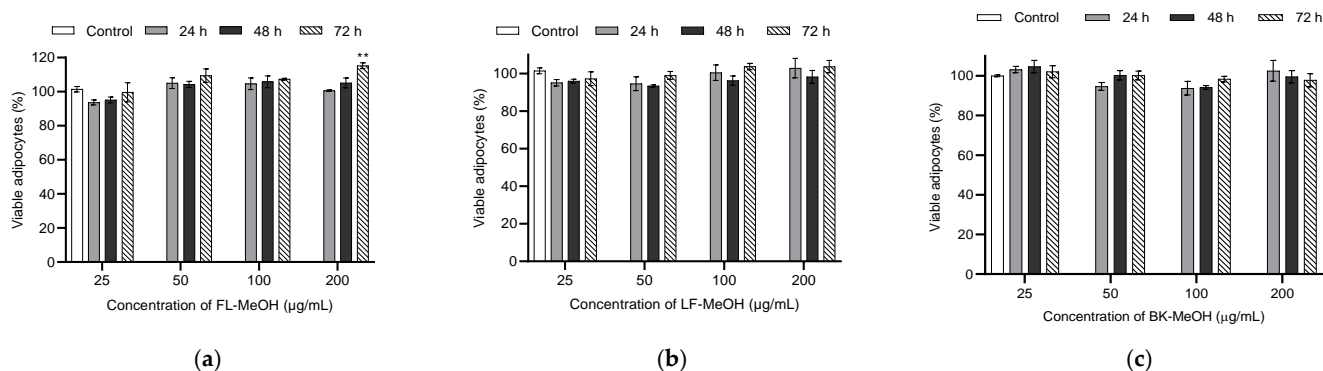 Control 24 h 48 h 72 h
**
120
100
80
60
40
20
0
Viable adipocytes (%)
25 50 100 200
Concentration of FL-MeOH (µg/mL)
(a)
Control 24 h 48 h 72 h
100
80
60
40
20
0
Viable adipocytes (%)
25 50 100 200
Concentration of LF-MeOH (µg/mL)
(b)
Control 24 h 48 h 72 h
100
80
60
40
20
0
Viable adipocytes (%)
25 50 100 200
Concentration of BK-MeOH (µg/mL)
(c)